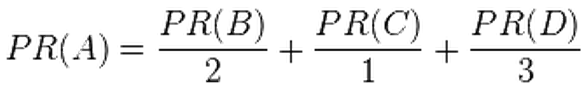 PR(A) = PR(B)/2 + PR(C)/1 + PR(D)/3